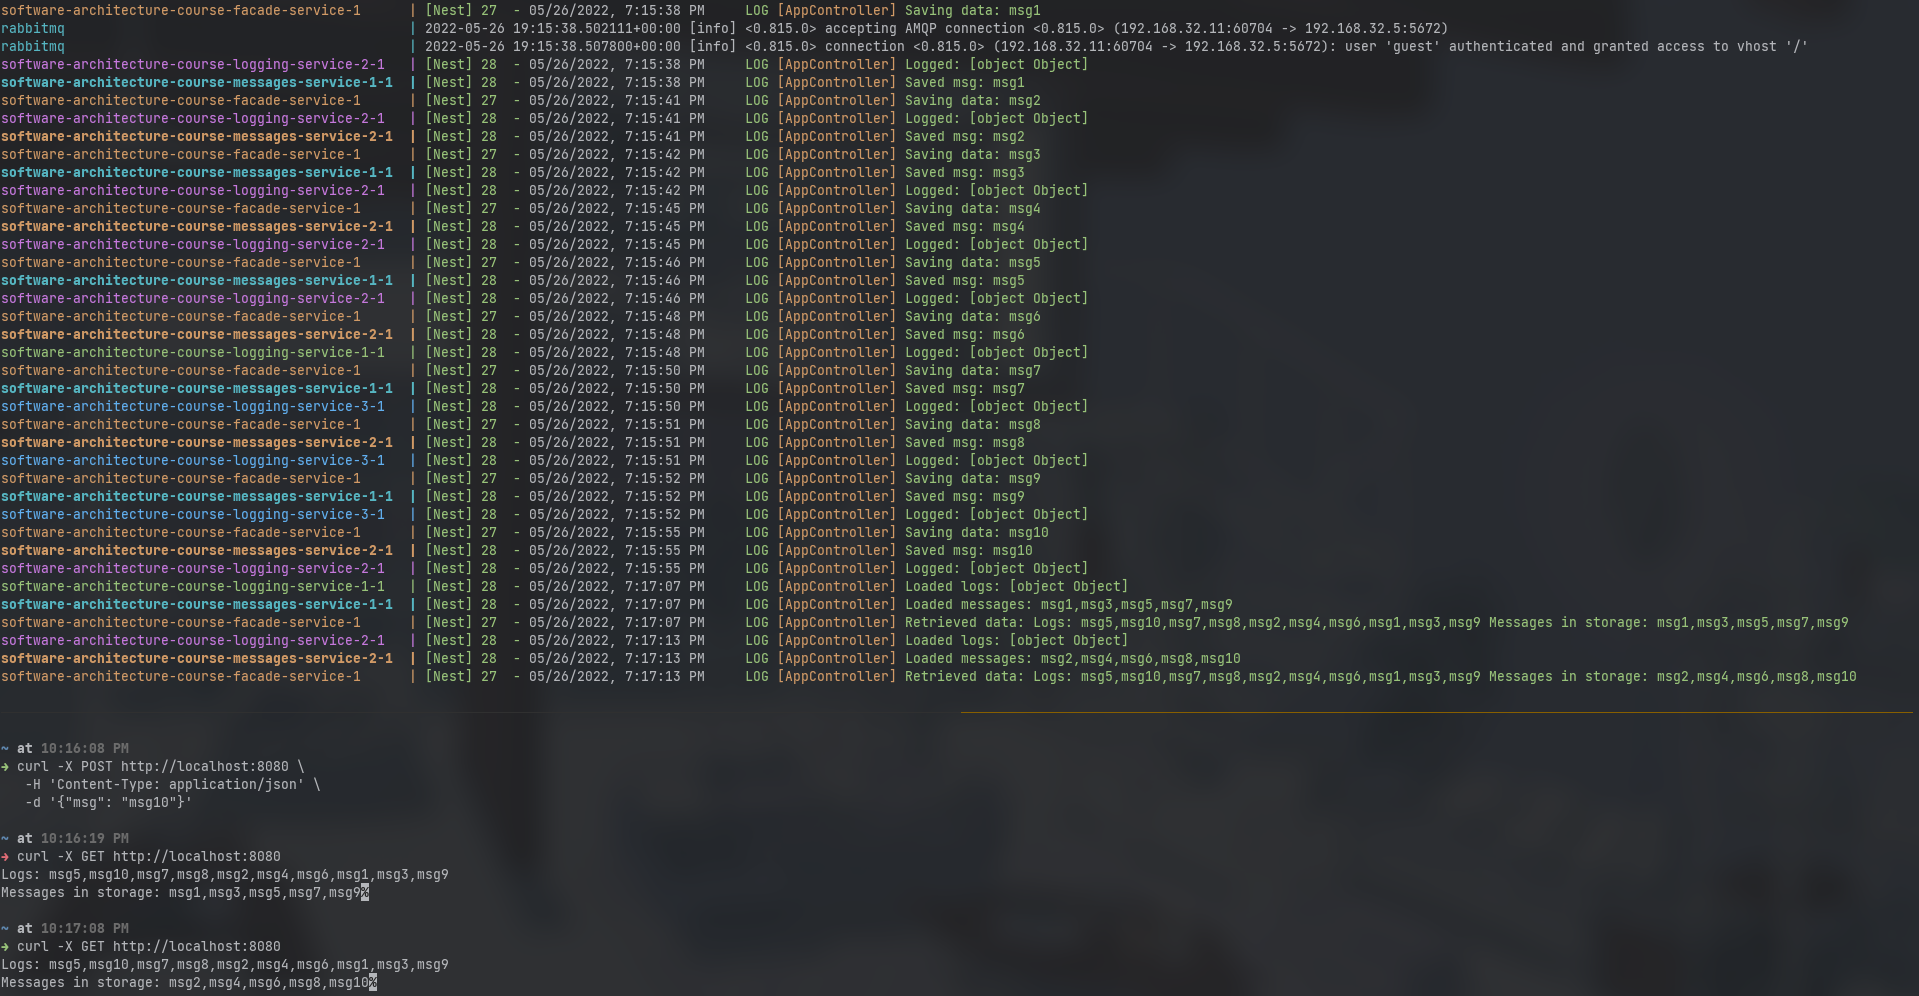 software-architecture-course-facade-service-1 | [Nest] 27 - 05/26/2022, 7:15:38 PM LOG [AppController] Saving data: msg1
rabbitmq | 2022-05-26 19:15:38.502111+00:00 [info] <0.815.0> accepting AMQP connection <0.815.0> (192.168.32.11:60704 -> 192.168.32.5:5672)
rabbitmq | 2022-05-26 19:15:38.507800+00:00 [info] <0.815.0> connection <0.815.0> (192.168.32.11:60704 -> 192.168.32.5:5672): user 'guest' authenticated and granted access to vhost '/'
software-architecture-course-logging-service-2-1 | [Nest] 28 - 05/26/2022, 7:15:38 PM LOG [AppController] Logged: [object Object]
software-architecture-course-messages-service-1-1 | [Nest] 28 - 05/26/2022, 7:15:38 PM LOG [AppController] Saved msg: msg1
software-architecture-course-facade-service-1 | [Nest] 27 - 05/26/2022, 7:15:41 PM LOG [AppController] Saving data: msg2
software-architecture-course-logging-service-2-1 | [Nest] 28 - 05/26/2022, 7:15:41 PM LOG [AppController] Logged: [object Object]
software-architecture-course-messages-service-2-1 | [Nest] 28 - 05/26/2022, 7:15:41 PM LOG [AppController] Saved msg: msg2
software-architecture-course-facade-service-1 | [Nest] 27 - 05/26/2022, 7:15:42 PM LOG [AppController] Saving data: msg3
software-architecture-course-messages-service-1-1 | [Nest] 28 - 05/26/2022, 7:15:42 PM LOG [AppController] Saved msg: msg3
software-architecture-course-logging-service-2-1 | [Nest] 28 - 05/26/2022, 7:15:42 PM LOG [AppController] Logged: [object Object]
software-architecture-course-facade-service-1 | [Nest] 27 - 05/26/2022, 7:15:45 PM LOG [AppController] Saving data: msg4
software-architecture-course-messages-service-2-1 | [Nest] 28 - 05/26/2022, 7:15:45 PM LOG [AppController] Saved msg: msg4
software-architecture-course-logging-service-2-1 | [Nest] 28 - 05/26/2022, 7:15:45 PM LOG [AppController] Logged: [object Object]
software-architecture-course-facade-service-1 | [Nest] 27 - 05/26/2022, 7:15:46 PM LOG [AppController] Saving data: msg5
software-architecture-course-messages-service-1-1 | [Nest] 28 - 05/26/2022, 7:15:46 PM LOG [AppController] Saved msg: msg5
software-architecture-course-logging-service-2-1 | [Nest] 28 - 05/26/2022, 7:15:46 PM LOG [AppController] Logged: [object Object]
software-architecture-course-facade-service-1 | [Nest] 27 - 05/26/2022, 7:15:48 PM LOG [AppController] Saving data: msg6
software-architecture-course-messages-service-2-1 | [Nest] 28 - 05/26/2022, 7:15:48 PM LOG [AppController] Saved msg: msg6
software-architecture-course-logging-service-1-1 | [Nest] 28 - 05/26/2022, 7:15:48 PM LOG [AppController] Logged: [object Object]
software-architecture-course-facade-service-1 | [Nest] 27 - 05/26/2022, 7:15:50 PM LOG [AppController] Saving data: msg7
software-architecture-course-messages-service-1-1 | [Nest] 28 - 05/26/2022, 7:15:50 PM LOG [AppController] Saved msg: msg7
software-architecture-course-logging-service-3-1 | [Nest] 28 - 05/26/2022, 7:15:50 PM LOG [AppController] Logged: [object Object]
software-architecture-course-facade-service-1 | [Nest] 27 - 05/26/2022, 7:15:51 PM LOG [AppController] Saving data: msg8
software-architecture-course-messages-service-2-1 | [Nest] 28 - 05/26/2022, 7:15:51 PM LOG [AppController] Saved msg: msg8
software-architecture-course-logging-service-3-1 | [Nest] 28 - 05/26/2022, 7:15:51 PM LOG [AppController] Logged: [object Object]
software-architecture-course-facade-service-1 | [Nest] 27 - 05/26/2022, 7:15:52 PM LOG [AppController] Saving data: msg9
software-architecture-course-messages-service-1-1 | [Nest] 28 - 05/26/2022, 7:15:52 PM LOG [AppController] Saved msg: msg9
software-architecture-course-logging-service-3-1 | [Nest] 28 - 05/26/2022, 7:15:52 PM LOG [AppController] Logged: [object Object]
software-architecture-course-facade-service-1 | [Nest] 27 - 05/26/2022, 7:15:55 PM LOG [AppController] Saving data: msg10
software-architecture-course-messages-service-2-1 | [Nest] 28 - 05/26/2022, 7:15:55 PM LOG [AppController] Saved msg: msg10
software-architecture-course-logging-service-2-1 | [Nest] 28 - 05/26/2022, 7:15:55 PM LOG [AppController] Logged: [object Object]
software-architecture-course-logging-service-1-1 | [Nest] 28 - 05/26/2022, 7:17:07 PM LOG [AppController] Loaded logs: [object Object]
software-architecture-course-messages-service-1-1 | [Nest] 28 - 05/26/2022, 7:17:07 PM LOG [AppController] Loaded messages: msg1,msg3,msg5,msg7,msg9
software-architecture-course-facade-service-1 | [Nest] 27 - 05/26/2022, 7:17:07 PM LOG [AppController] Retrieved data: Logs: msg5,msg10,msg7,msg8,msg2,msg4,msg6,msg1,msg3,msg9 Messages in storage: msg1,msg3,msg5,msg7,msg9
software-architecture-course-logging-service-2-1 | [Nest] 28 - 05/26/2022, 7:17:13 PM LOG [AppController] Loaded logs: [object Object]
software-architecture-course-messages-service-2-1 | [Nest] 28 - 05/26/2022, 7:17:13 PM LOG [AppController] Loaded messages: msg2,msg4,msg6,msg8,msg10
software-architecture-course-facade-service-1 | [Nest] 27 - 05/26/2022, 7:17:13 PM LOG [AppController] Retrieved data: Logs: msg5,msg10,msg7,msg8,msg2,msg4,msg6,msg1,msg3,msg9 Messages in storage: msg2,msg4,msg6,msg8,msg10
~ at 10:16:08 PM
→ curl -X POST http://localhost:8080 \
-H 'Content-Type: application/json' \
-d '{"msg": "msg10"}'
~ at 10:16:19 PM
→ curl -X GET http://localhost:8080
Logs: msg5,msg10,msg7,msg8,msg2,msg4,msg6,msg1,msg3,msg9
Messages in storage: msg1,msg3,msg5,msg7,msg9%
~ at 10:17:08 PM
→ curl -X GET http://localhost:8080
Logs: msg5,msg10,msg7,msg8,msg2,msg4,msg6,msg1,msg3,msg9
Messages in storage: msg2,msg4,msg6,msg8,msg10%